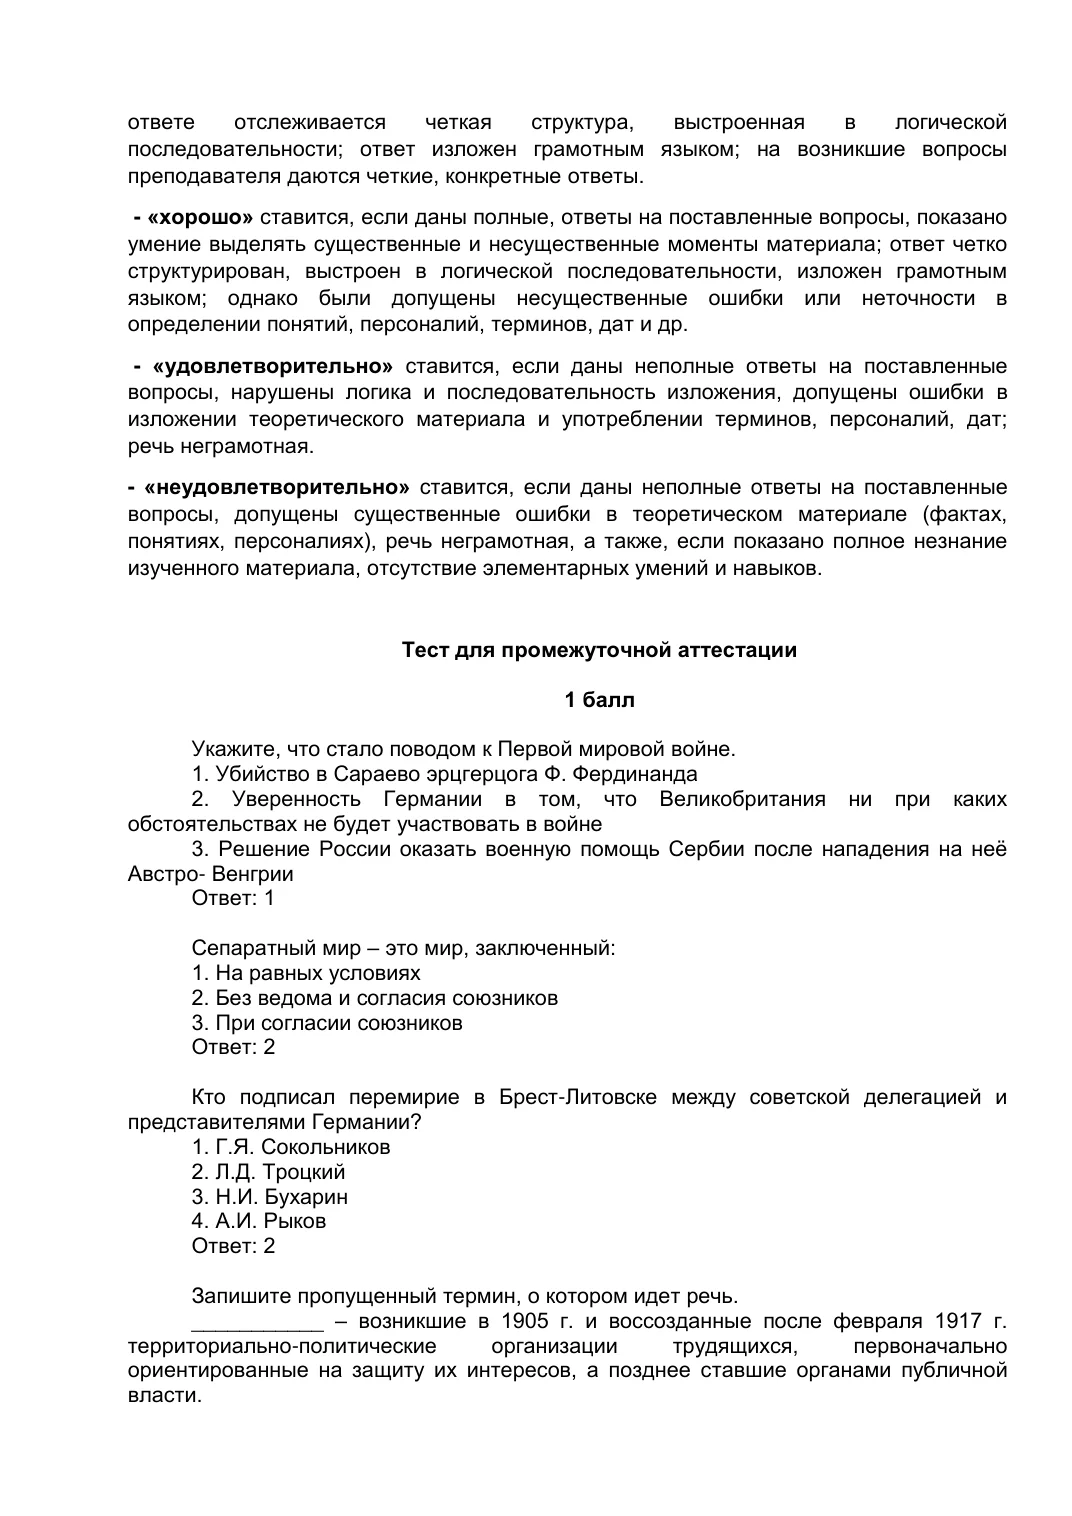 ответе отслеживается четкая структура, выстроенная в логической
последовательности; ответ изложен грамотным языком; на возникшие вопросы
преподавателя даются четкие, конкретные ответы.
- «хорошо» ставится, если даны полные, ответы на поставленные вопросы, показано
умение выделять существенные и несущественные моменты материала; ответ четко
структурирован, выстроен в логической последовательности, изложен грамотным
языком; однако были допущены несущественные ошибки или неточности в
определении понятий, персоналий, терминов, дат и др.
- «удовлетворительно» ставится, если даны неполные ответы на поставленные
вопросы, нарушены логика и последовательность изложения, допущены ошибки в
изложении теоретического материала и употреблении терминов, персоналий, дат;
речь неграмотная.
- «неудовлетворительно» ставится, если даны неполные ответы на поставленные
вопросы, допущены существенные ошибки в теоретическом материале (фактах,
понятиях, персоналиях), речь неграмотная, а также, если показано полное незнание
изученного материала, отсутствие элементарных умений и навыков.
Тест для промежуточной аттестации
1 балл
Укажите, что стало поводом к Первой мировой войне.
1. Убийство в Сараево эрцгерцога Ф. Фердинанда
2. Уверенность Германии в том, что Великобритания ни при каких
обстоятельствах не будет участвовать в войне
3. Решение России оказать военную помощь Сербии после нападения на неё
Австро- Венгрии
Ответ: 1
Сепаратный мир – это мир, заключенный:
1. На равных условиях
2. Без ведома и согласия союзников
3. При согласии союзников
Ответ: 2
Кто подписал перемирие в Брест-Литовске между советской делегацией и
представителями Германии?
1. Г.Я. Сокольников
2. Л.Д. Троцкий
3. Н.И. Бухарин
4. А.И. Рыков
Ответ: 2
Запишите пропущенный термин, о котором идет речь.
___________ – возникшие в 1905 г. и воссозданные после февраля 1917 г.
территориально-политические организации трудящихся, первоначально
ориентированные на защиту их интересов, а позднее ставшие органами публичной
власти.